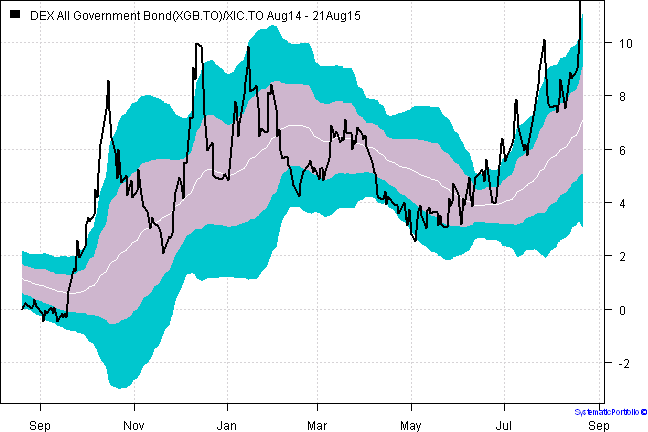 DEX All Government Bond(XGB.TO)/XIC.TO Aug14 - 21Aug15
10
8
6
4
2
0
-2
Sep Nov Jan Mar May Jul Sep
SystematicPortfolio ©